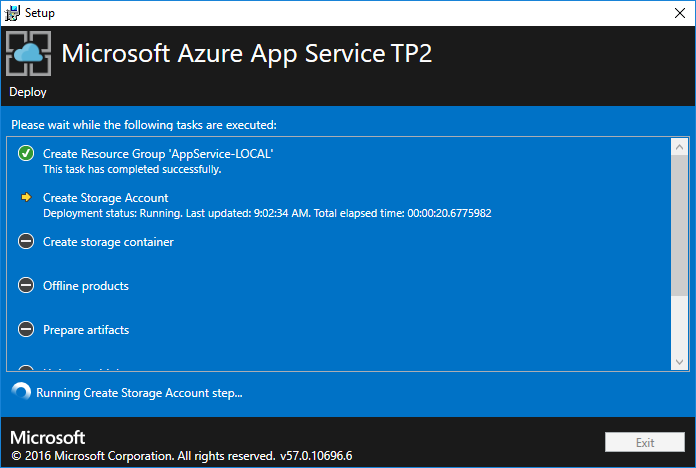 Setup
Microsoft Azure App Service TP2
Deploy
Please wait while the following tasks are executed:
Create Resource Group 'AppService-LOCAL'
This task has completed successfully.
Create Storage Account
Deployment status: Running. Last updated: 9:02:34 AM. Total elapsed time: 00:00:20.6775982
Create storage container
Offline products
Prepare artifacts
Running Create Storage Account step...
Microsoft
© 2016 Microsoft Corporation. All rights reserved. v57.0.10696.6
Exit